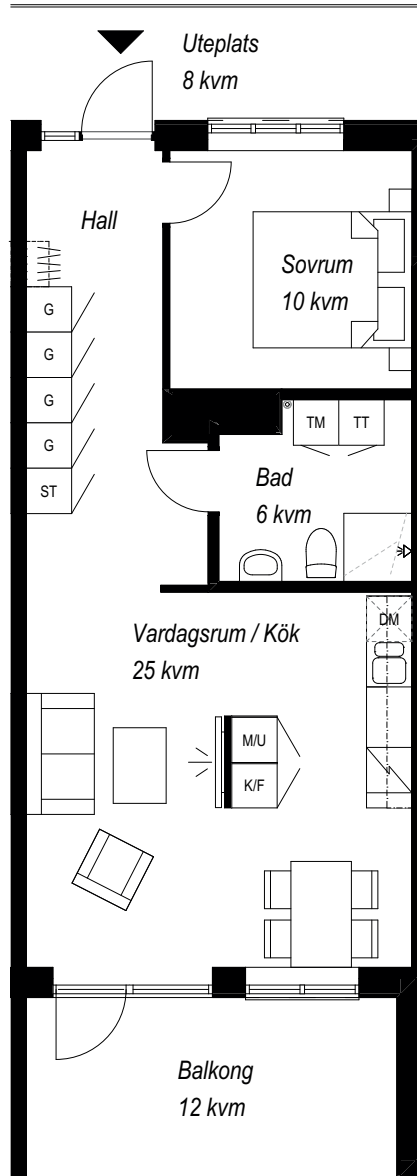 Uteplats
8 kvm
Hall
Sovrum
10 kvm
G
G
G
G
ST
TM TT
Bad
6 kvm
DM
Vardagsrum / Kök
25 kvm
M/U
K/F
Balkong
12 kvm